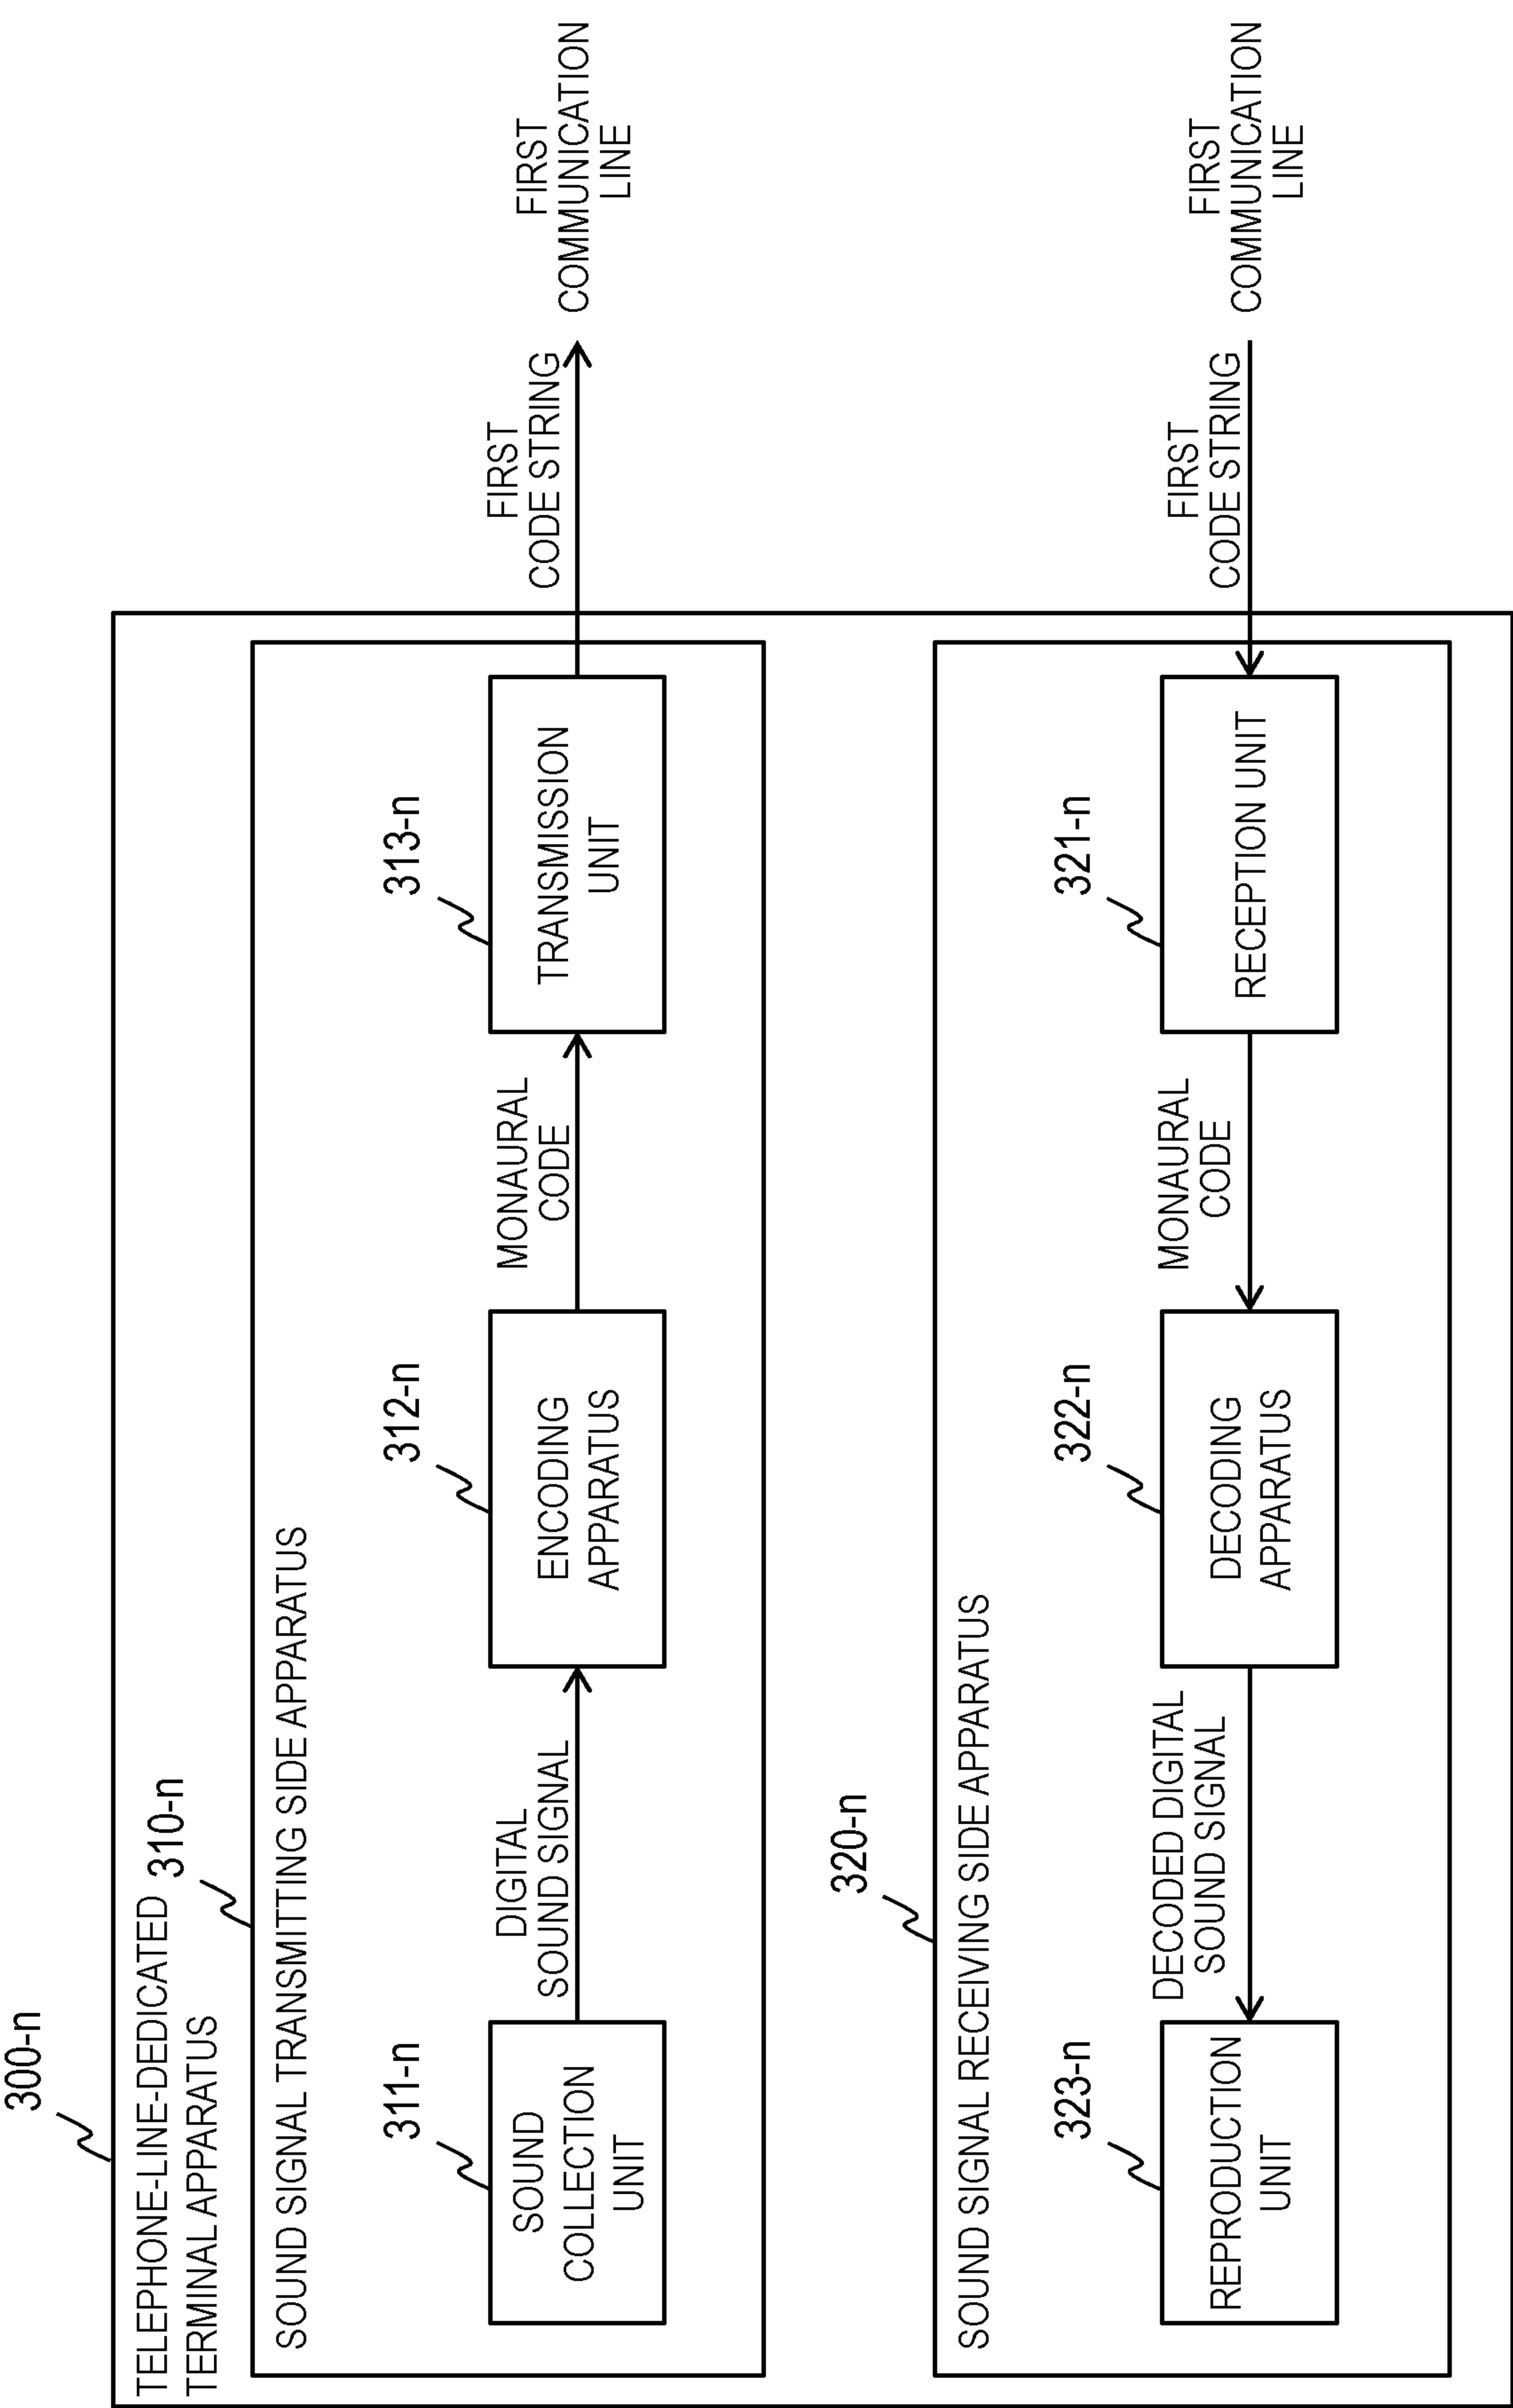 300-n
TELEPHONE-LINE-DEDICATED
TERMINAL APPARATUS
310-n
SOUND SIGNAL TRANSMITTING SIDE APPARATUS
311-n
SOUND
COLLECTION
UNIT
DIGITAL
SOUND SIGNAL
312-n
ENCODING
APPARATUS
MONAURAL
CODE
313-n
TRANSMISSION
UNIT
FIRST
CODE STRING
FIRST
COMMUNICATION
LINE
320-n
SOUND SIGNAL RECEIVING SIDE APPARATUS
323-n
REPRODUCTION
UNIT
DECODED DIGITAL
SOUND SIGNAL
322-n
DECODING
APPARATUS
MONAURAL
CODE
321-n
RECEPTION UNIT
FIRST
CODE STRING
FIRST
COMMUNICATION
LINE